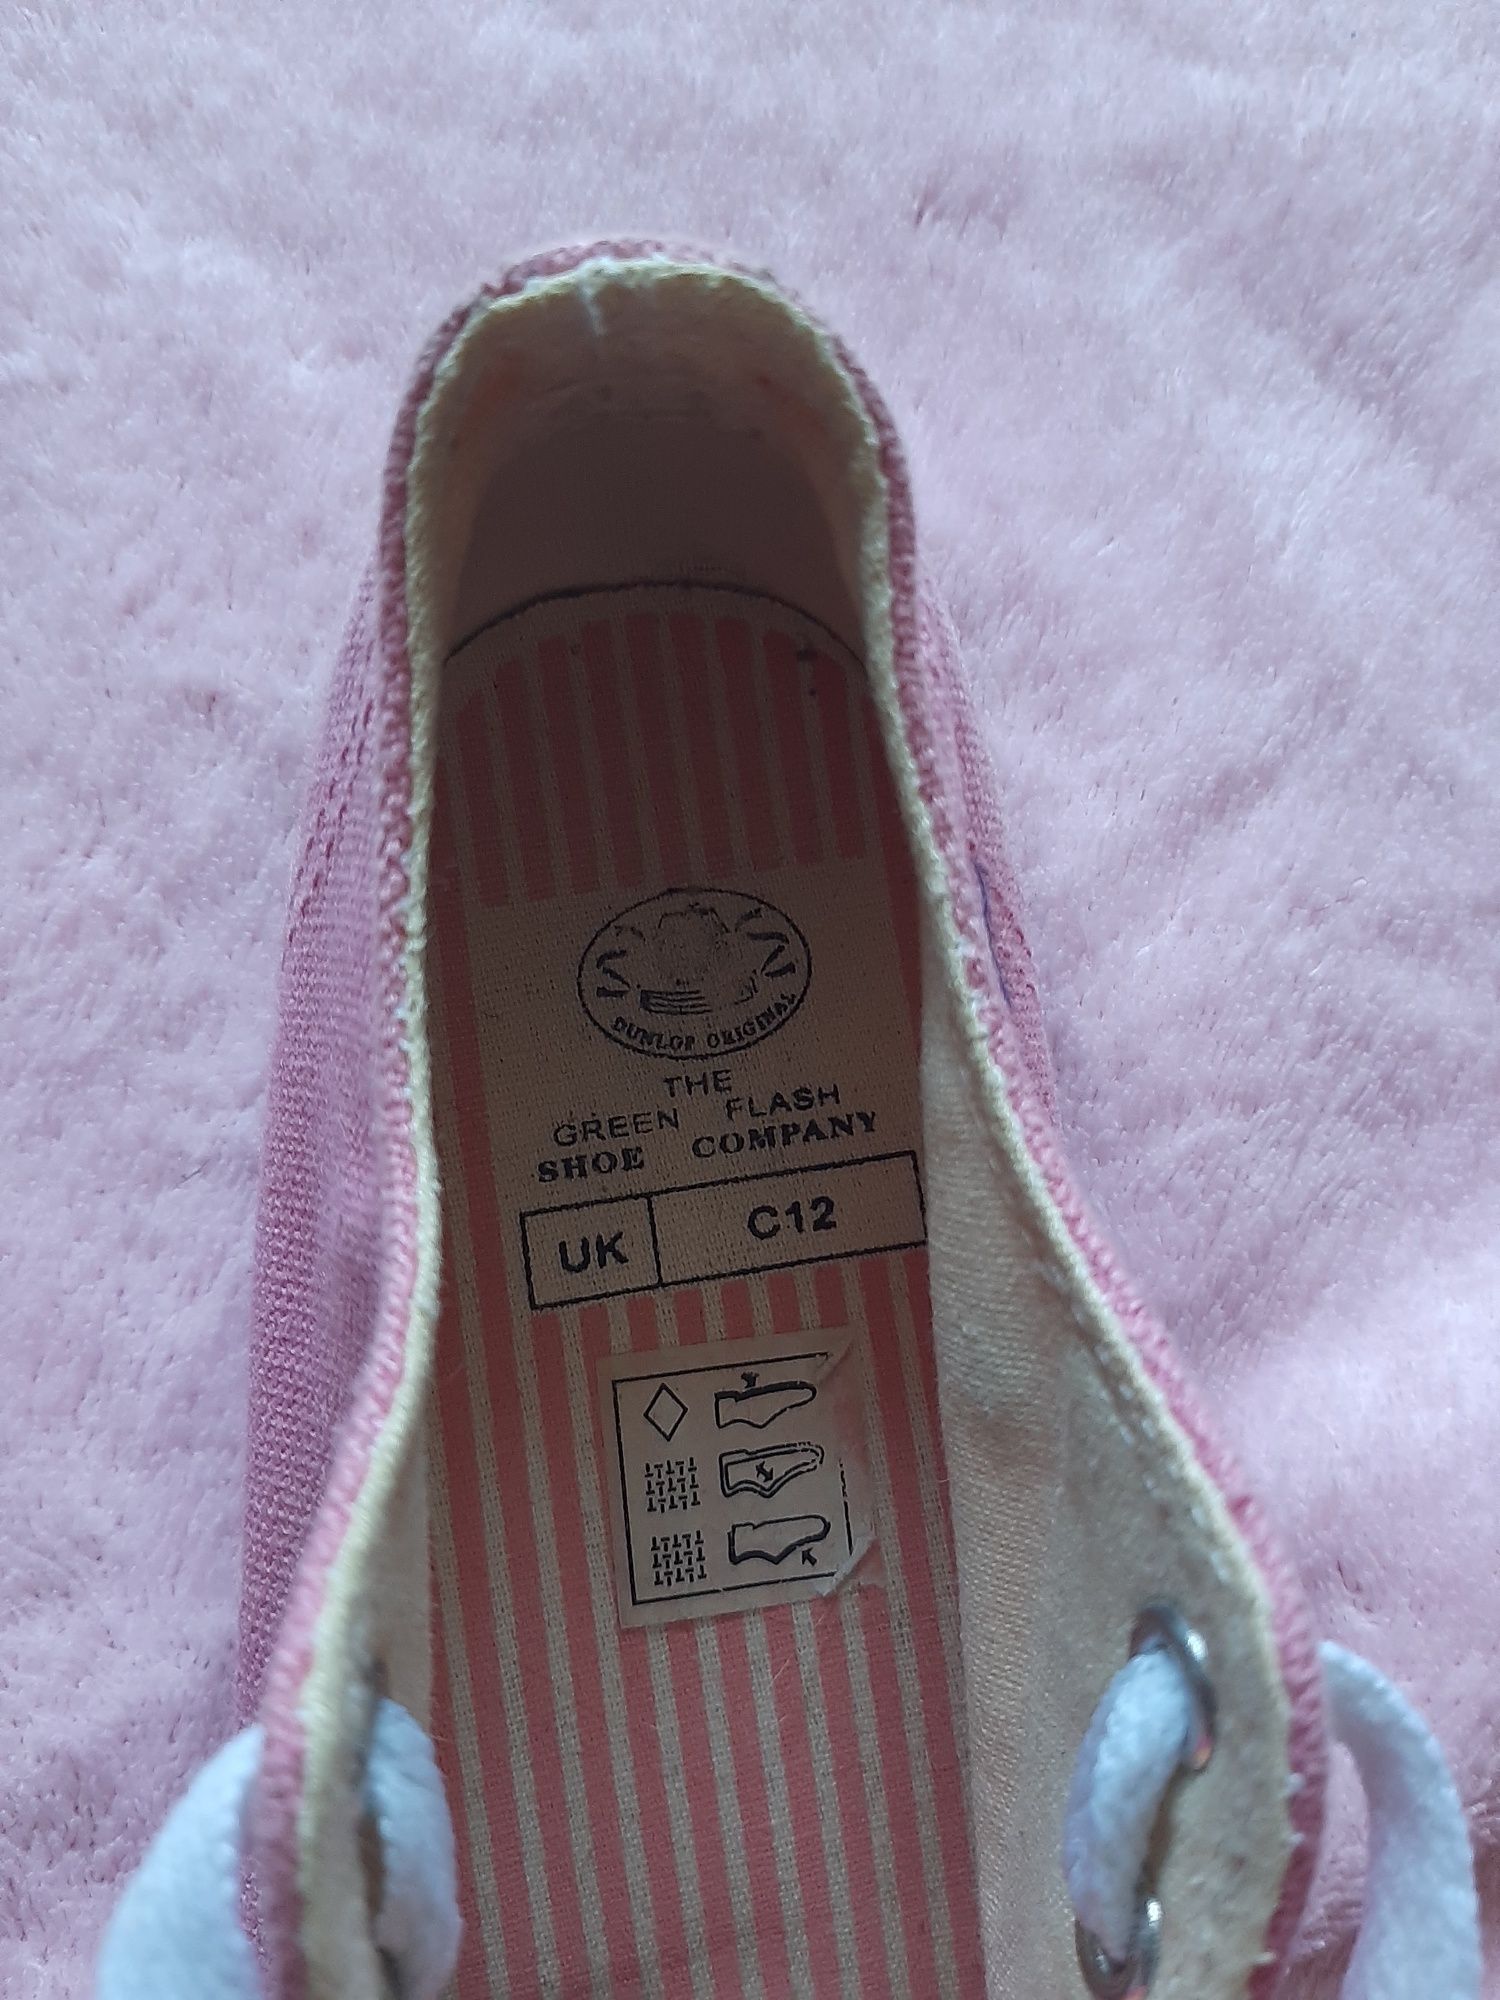 DUNLOP ORIGINAL
THE
GREEN FLASH
SHOE COMPANY
UK C12